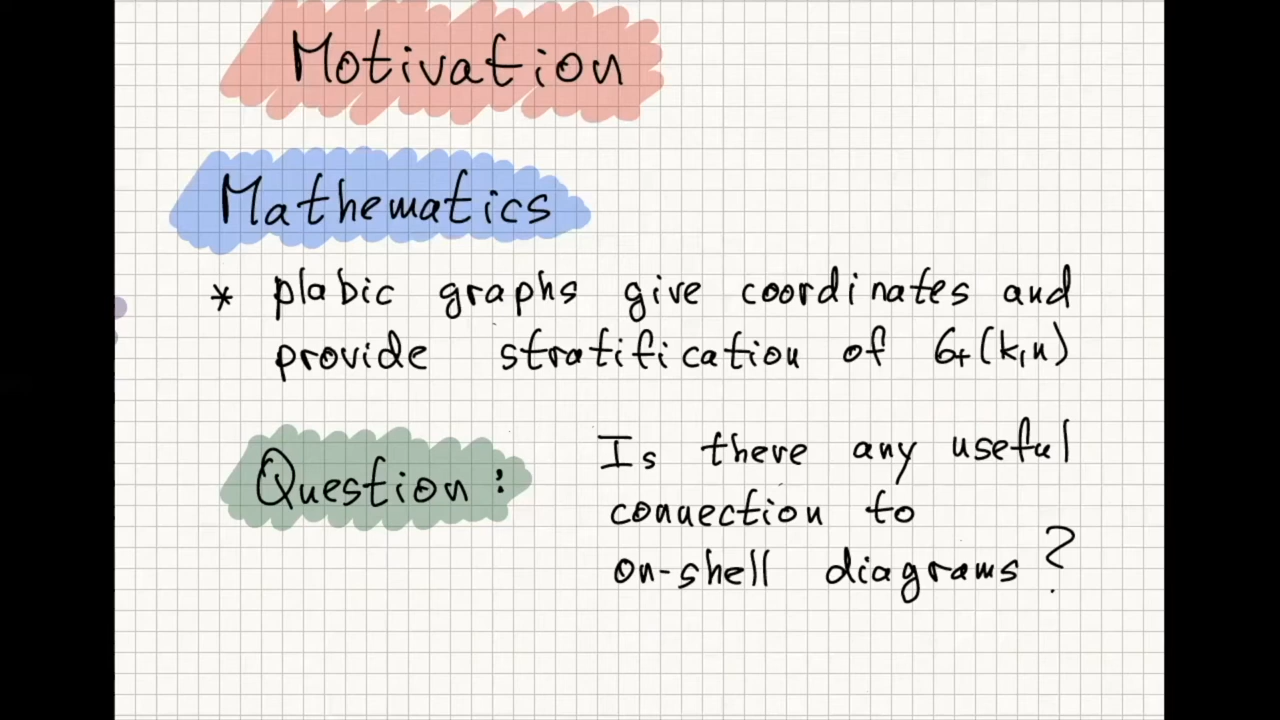 Motivation
Mathematics
* plabic graphs give coordinates and
provide stratification of G+(k,n)
Question: Is there any useful
connection to
on-shell diagrams?